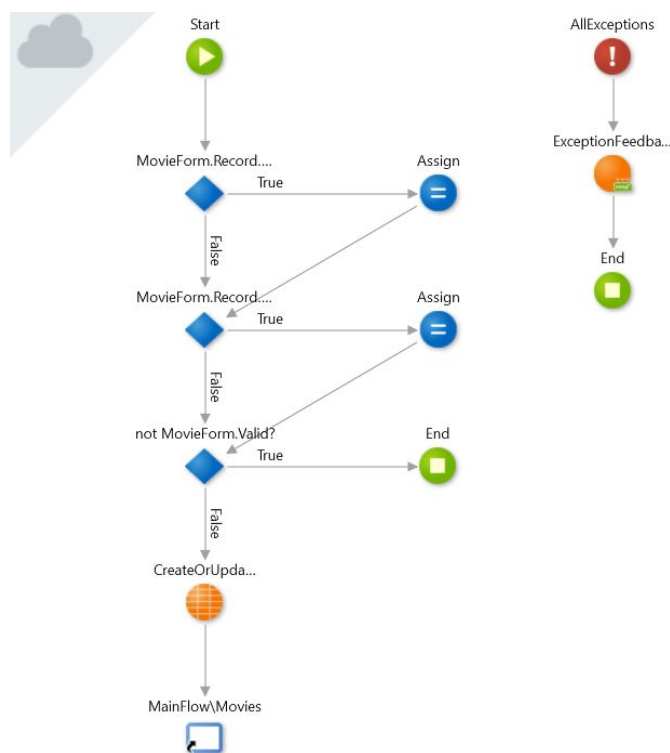 Start
AllExceptions
MovieForm.Record....
True
Assign
ExceptionFeedba...
False
End
MovieForm.Record....
True
Assign
False
not MovieForm.Valid?
True
End
False
CreateOrUpda...
MainFlow\Movies